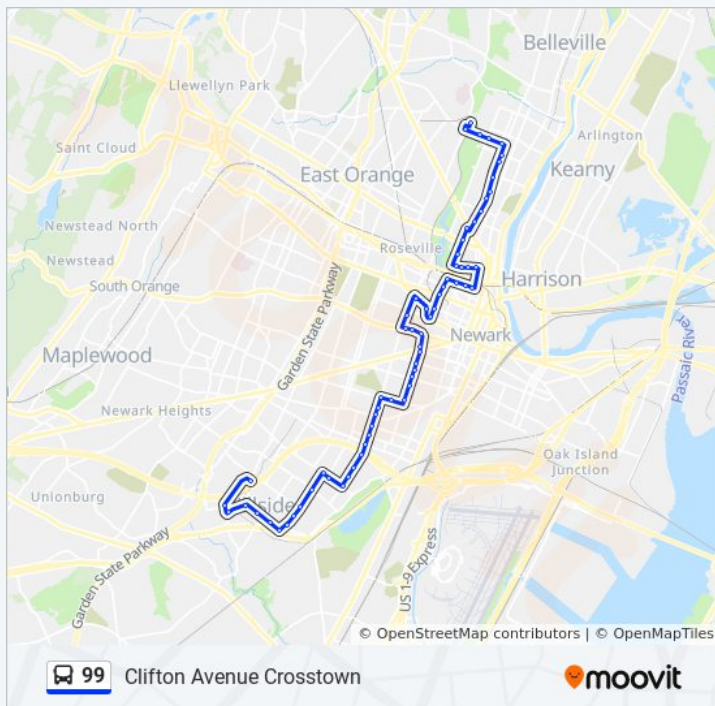 Belleville
Llewellyn Park
Arlington
Saint Cloud
Kearny
East Orange
Newstead North
Roseville
Newstead
Harrison
South Orange
Garden State Parkway
Newark
Maplewood
Passaic River
Newark Heights
Oak Island
Junction
Unionburg
llside
US 1-9 Express
Garden State Parkway
© OpenStreetMap contributors | © OpenMapTiles
99 Clifton Avenue Crosstown
moovit